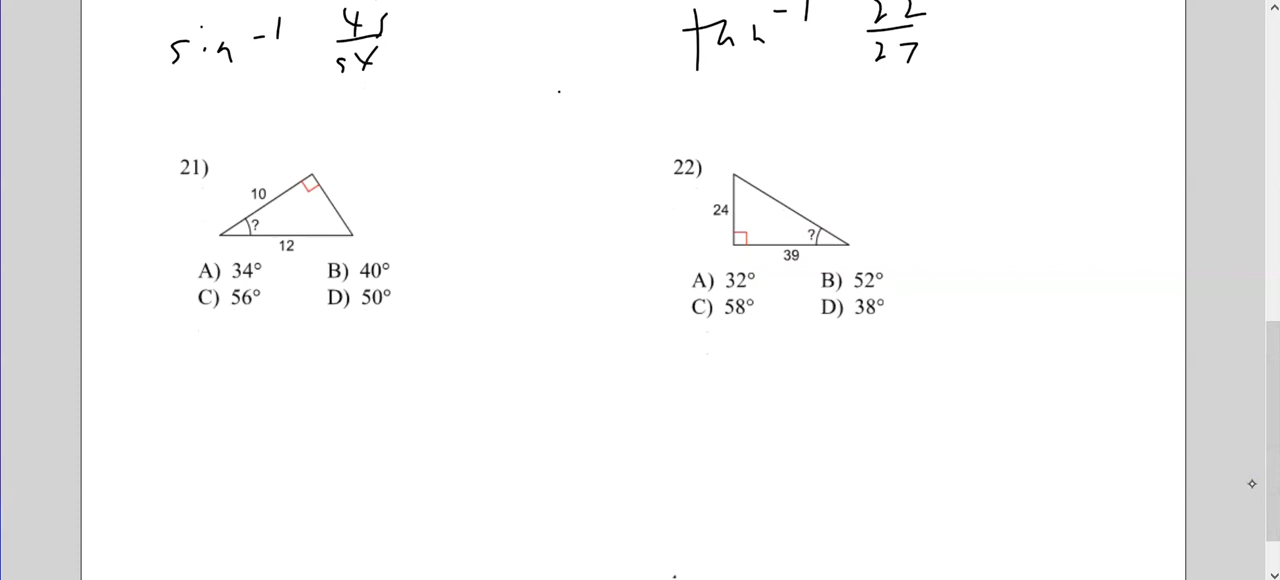 sin⁻¹ 45/54
tan⁻¹ 22/27
21)
10
?
12
A) 34° B) 40°
C) 56° D) 50°
22)
24
?
39
A) 32° B) 52°
C) 58° D) 38°